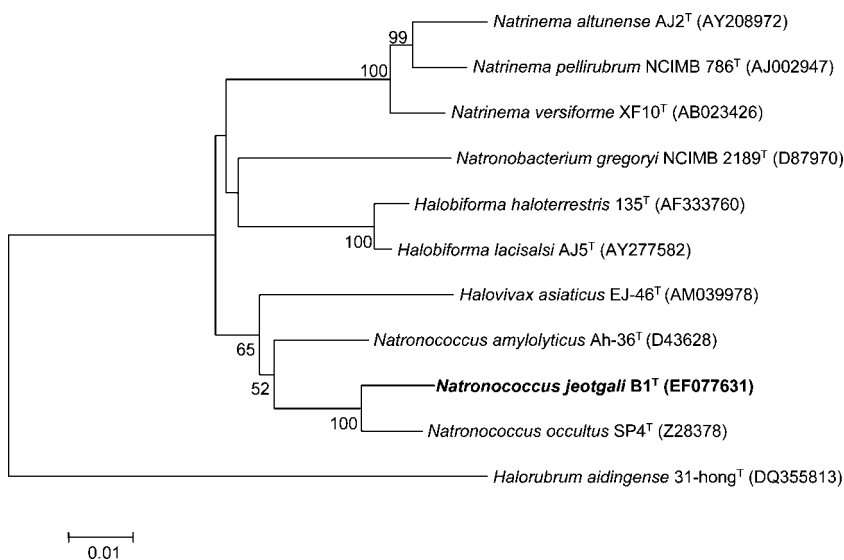 Natrinema altunense AJ2ᵀ (AY208972)
99
Natrinema pellirubrum NCIMB 786ᵀ (AJ002947)
100
Natrinema versiforme XF10ᵀ (AB023426)
Natronobacterium gregoryi NCIMB 2189ᵀ (D87970)
Halobiforma haloterrestris 135ᵀ (AF333760)
100
Halobiforma lacisalsi AJ5ᵀ (AY277582)
Halovivax asiaticus EJ-46ᵀ (AM039978)
65
Natronococcus amylolyticus Ah-36ᵀ (D43628)
52
Natronococcus jeotgali B1ᵀ (EF077631)
100
Natronococcus occultus SP4ᵀ (Z28378)
Halorubrum aidingense 31-hongᵀ (DQ355813)
0.01